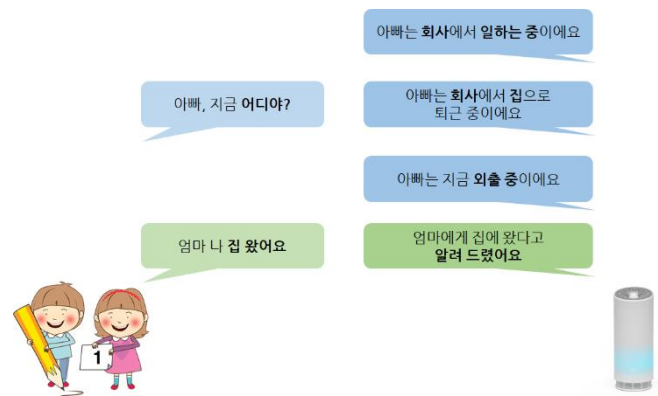 아빠는 회사에서 일하는 중이에요
아빠, 지금 어디야?
아빠는 회사에서 집으로
퇴근 중이에요
아빠는 지금 외출 중이에요
엄마 나 집 왔어요
엄마에게 집에 왔다고
알려 드렸어요
1